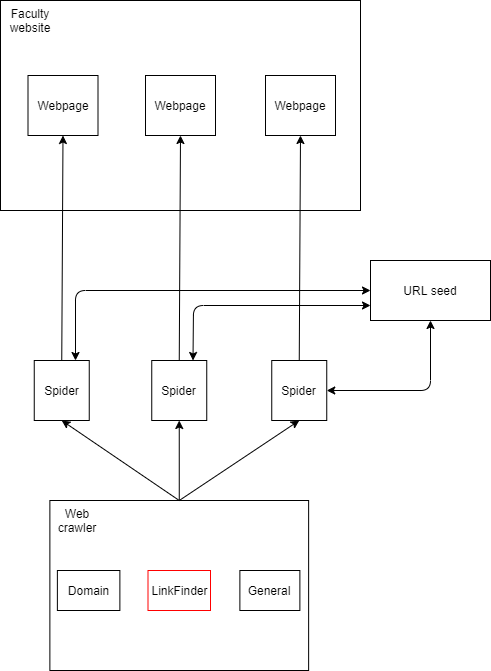 Faculty
website
Webpage
Webpage
Webpage
URL seed
Spider
Spider
Spider
Web
crawler
Domain
LinkFinder
General